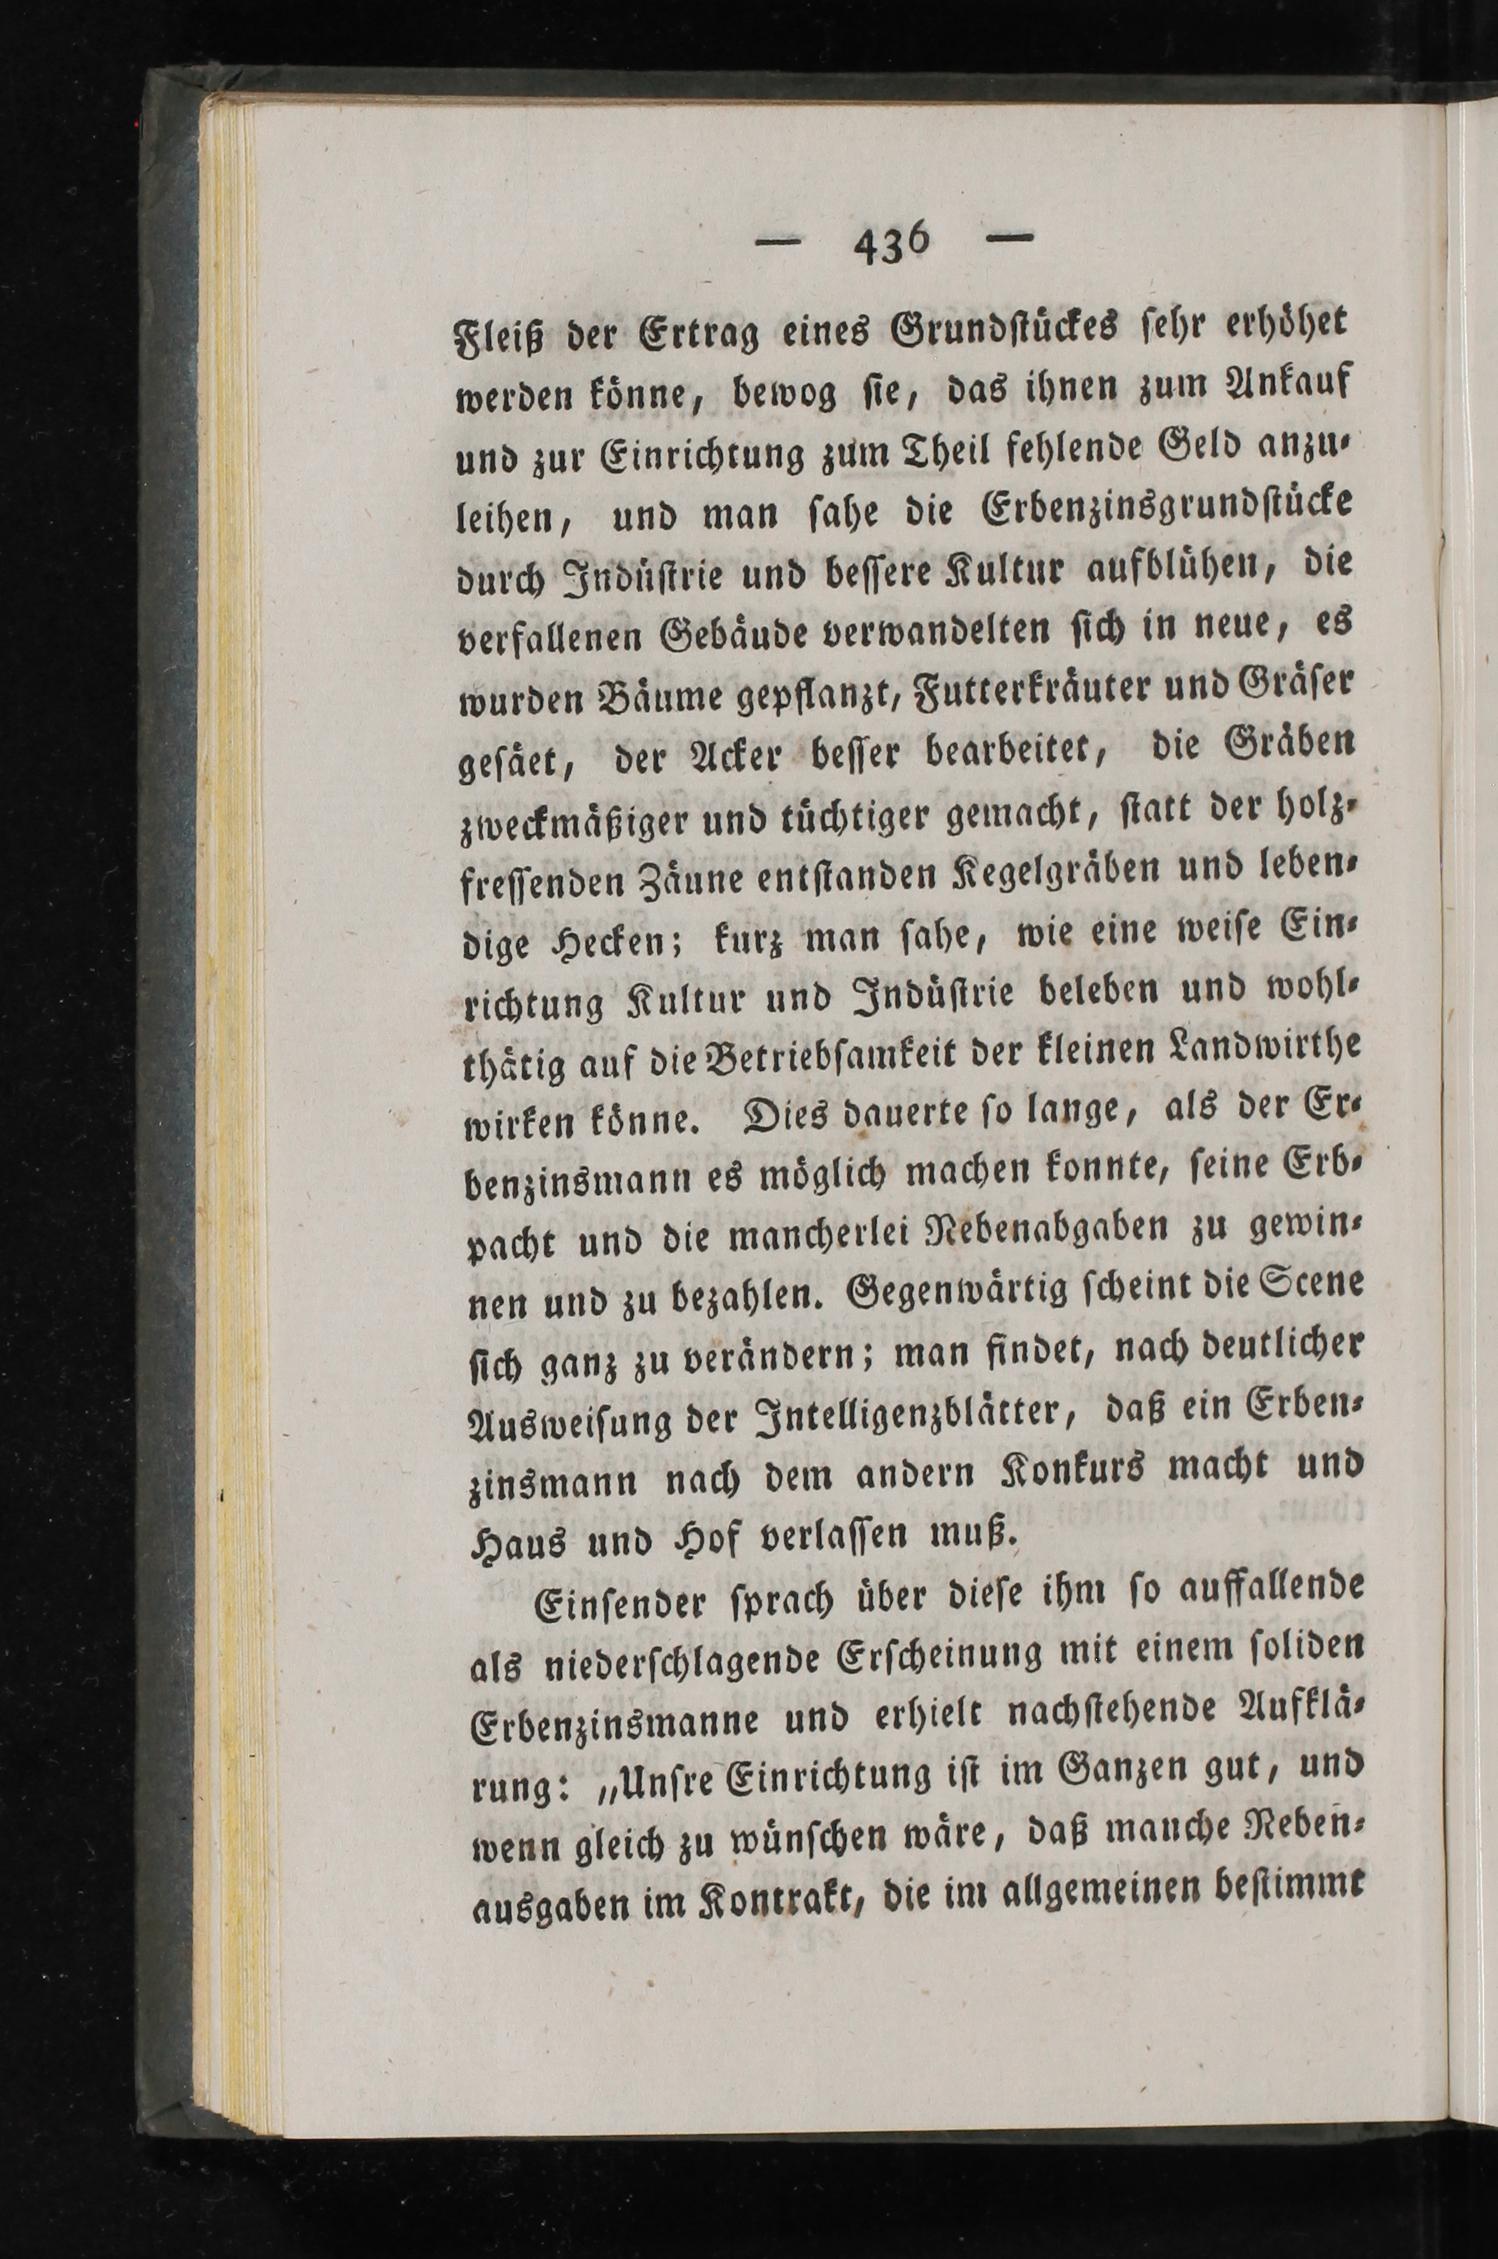 — 436 —
Fleiß der Ertrag eines Grundſtückes ſehr erhöhet
werden könne, bewog ſie, das ihnen zum Ankauf
und zur Einrichtung zum Theil fehlende Geld anzu⸗
leihen, und man ſahe die Erbenzinsgrundſtücke
durch Indüſtrie und beſſere Kultur aufblühen, die
verfallenen Gebäude verwandelten ſich in neue, es
wurden Bäume gepflanzt, Futterkräuter und Gräſer
geſäet, der Acker beſſer bearbeitet, die Gräben
zweckmäßiger und tüchtiger gemacht, ſtatt der holz⸗
freſſenden Zäune entſtanden Kegelgräben und leben⸗
dige Hecken; kurz man ſahe, wie eine weiſe Ein⸗
richtung Kultur und Indüſtrie beleben und wohl⸗
thätig auf die Betriebſamkeit der kleinen Landwirthe
wirken könne. Dies dauerte ſo lange, als der Er⸗
benzinsmann es möglich machen konnte, ſeine Erb⸗
pacht und die mancherlei Nebenabgaben zu gewin⸗
nen und zu bezahlen. Gegenwärtig ſcheint die Scene
ſich ganz zu verändern; man findet, nach deutlicher
Ausweiſung der Intelligenzblätter, daß ein Erben⸗
zinsmann nach dem andern Konkurs macht und
Haus und Hof verlaſſen muß.
Einſender ſprach über dieſe ihm ſo auffallende
als niederſchlagende Erſcheinung mit einem ſoliden
Erbenzinsmanne und erhielt nachſtehende Aufklä⸗
rung: „Unſre Einrichtung iſt im Ganzen gut, und
wenn gleich zu wünſchen wäre, daß manche Neben⸗
ausgaben im Kontrakt, die im allgemeinen beſtimmt